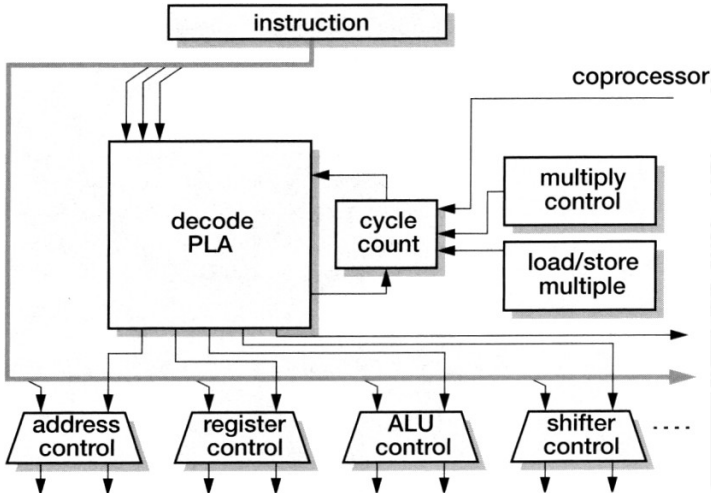 instruction
coprocessor
decode
PLA
cycle
count
multiply
control
load/store
multiple
address
control
register
control
ALU
control
shifter
control